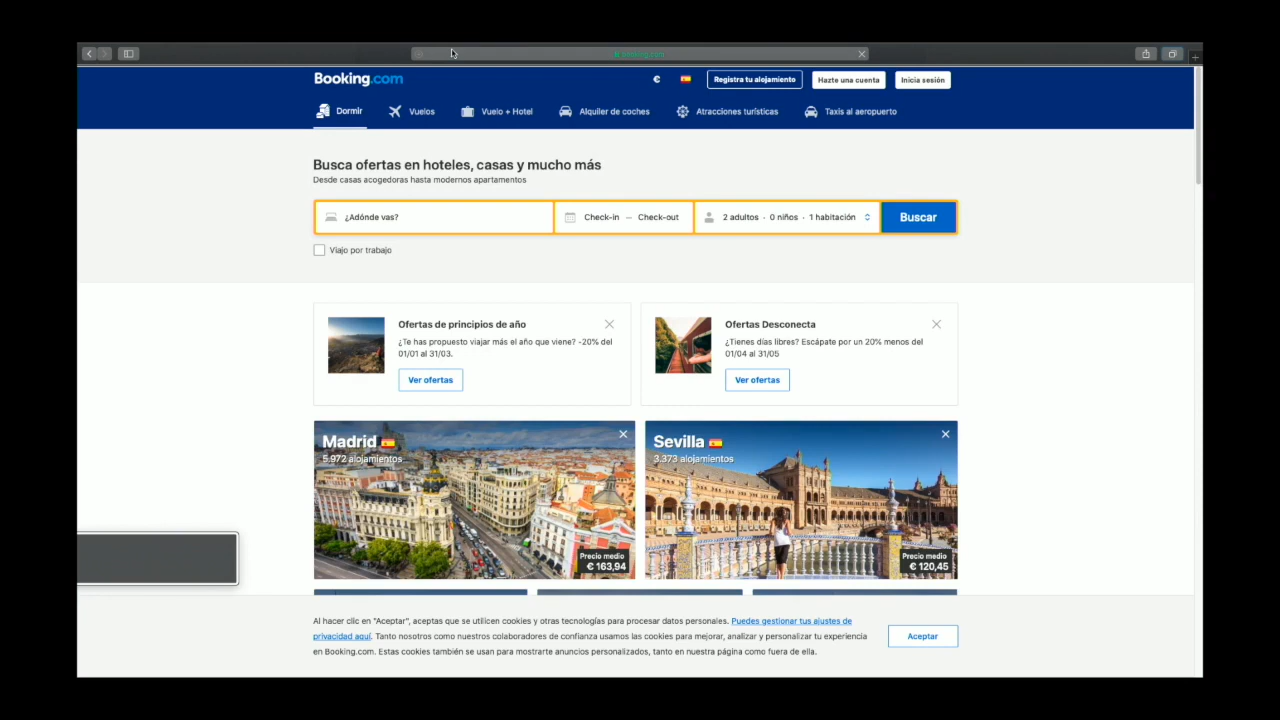 booking.com
Booking.com
€
Registra tu alojamiento
Hazte una cuenta
Inicia sesión
Dormir
Vuelos
Vuelo + Hotel
Alquiler de coches
Atracciones turísticas
Taxis al aeropuerto
Busca ofertas en hoteles, casas y mucho más
Desde casas acogedoras hasta modernos apartamentos
¿Adónde vas?
Check-in — Check-out
2 adultos · 0 niños · 1 habitación
Buscar
Viajo por trabajo
Ofertas de principios de año
¿Te has propuesto viajar más el año que viene? -20% del
01/01 al 31/03.
Ver ofertas
Ofertas Desconecta
¿Tienes días libres? Escápate por un 20% menos del
01/04 al 31/05
Ver ofertas
Madrid
5.972 alojamientos
Precio medio
€ 163,94
Sevilla
3.373 alojamientos
Precio medio
€ 120,45
Al hacer clic en "Aceptar", aceptas que se utilicen cookies y otras tecnologías para procesar datos personales. Puedes gestionar tus ajustes de
privacidad aquí. Tanto nosotros como nuestros colaboradores de confianza usamos las cookies para mejorar, analizar y personalizar tu experiencia
en Booking.com. Estas cookies también se usan para mostrarte anuncios personalizados, tanto en nuestra página como fuera de ella.
Aceptar